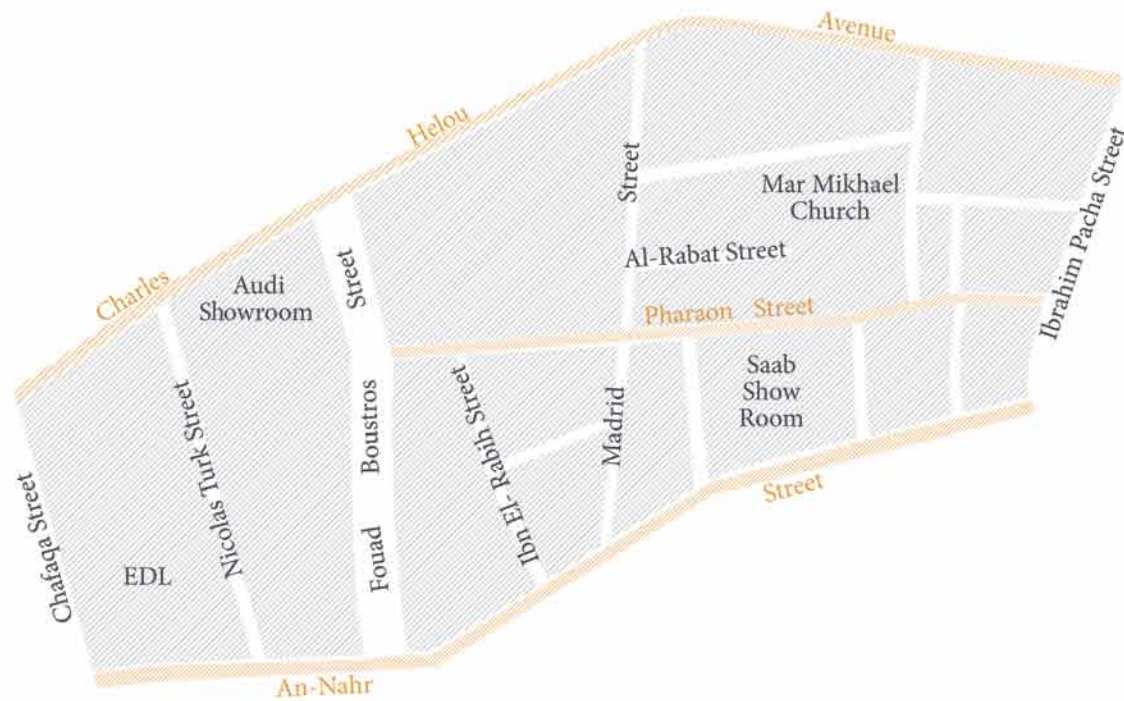 Avenue
Helou
Charles
Street
Mar Mikhael
Church
Ibrahim Pacha Street
Al-Rabat Street
Street
Audi
Showroom
Pharaon Street
Saab
Show
Room
Nicolas Turk Street
Boustros
Ibn El- Rabih Street
Madrid
Chafaqa Street
EDL
Fouad
Street
An-Nahr